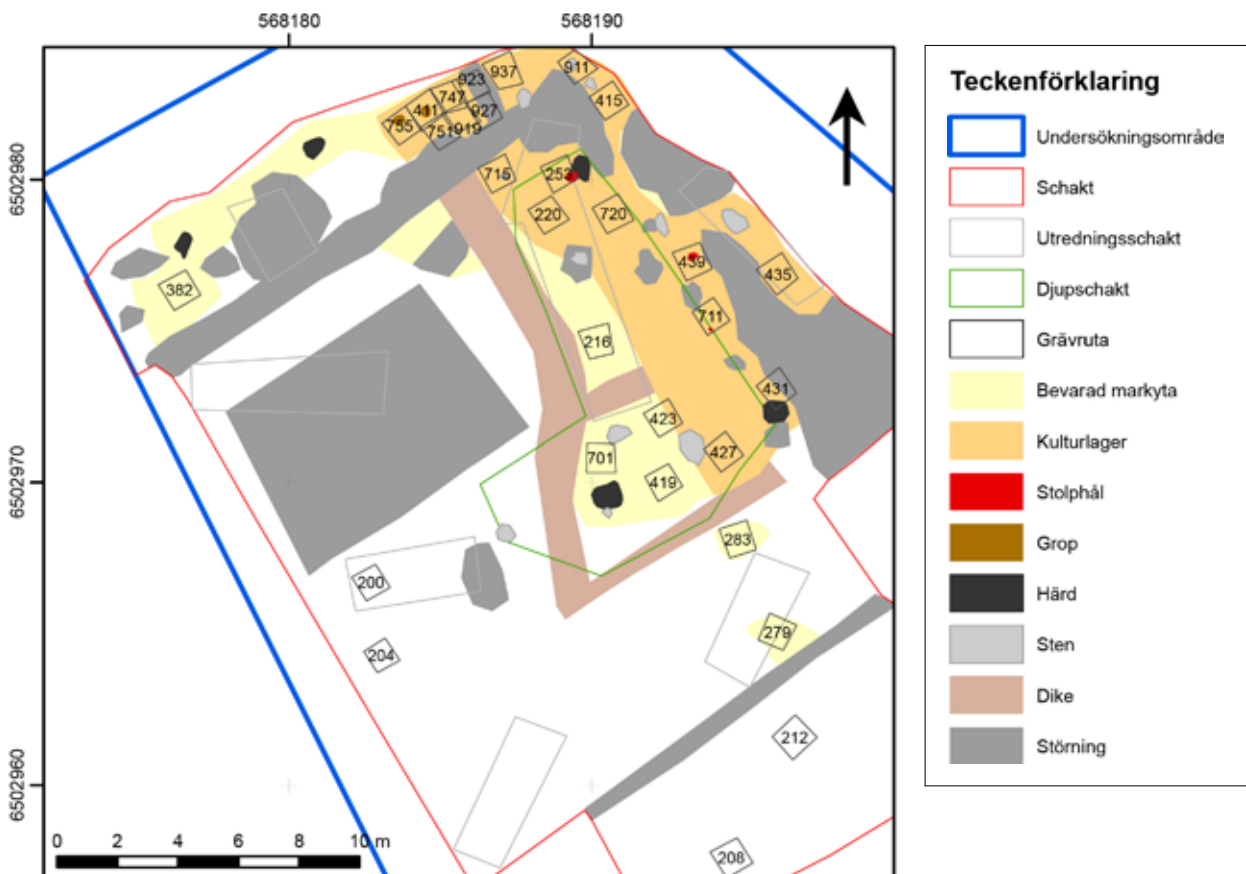 568180
568190
937
911
923
747
415
411
927
755
751
919
6502980
715
253
220
720
439
435
382
711
216
431
423
427
701
6502970
419
283
200
279
204
212
6502960
208
0
2
4
6
8
10 m
Teckenförklaring
Undersökningsområde
Schakt
Utredningsschakt
Djupschakt
Grävruta
Bevarad markyta
Kulturlager
Stolphål
Grop
Härd
Sten
Dike
Störning